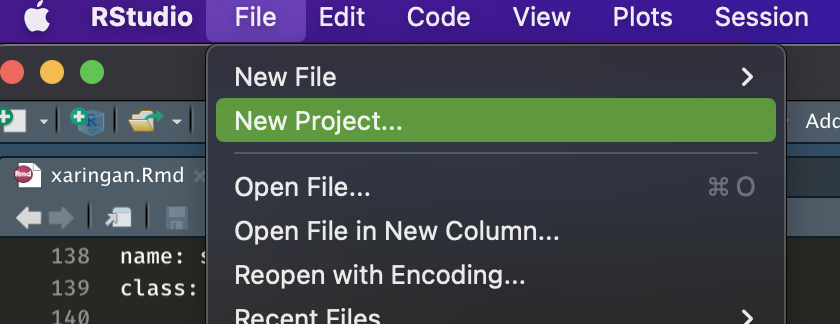 RStudio File Edit Code View Plots Session
New File
New Project...
Add
xaringan.Rmd
Open File... ⌘ O
Open File in New Column...
138 name: s
Reopen with Encoding...
139 class:
140
Recent Files